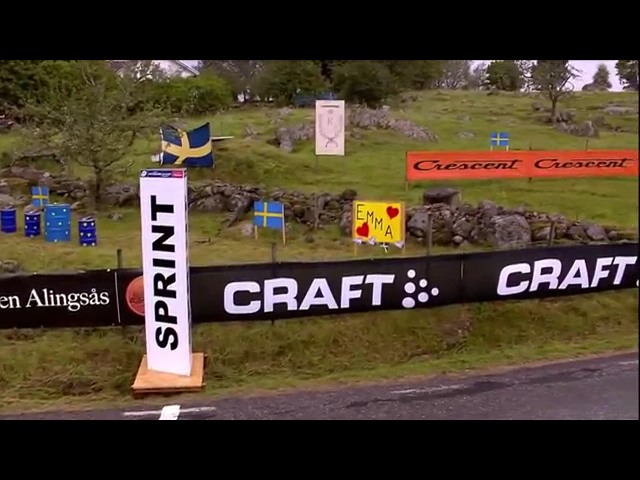 Crescent Crescent
EMMA
SPRINT
en Alingsås
CRAFT
CRAFT